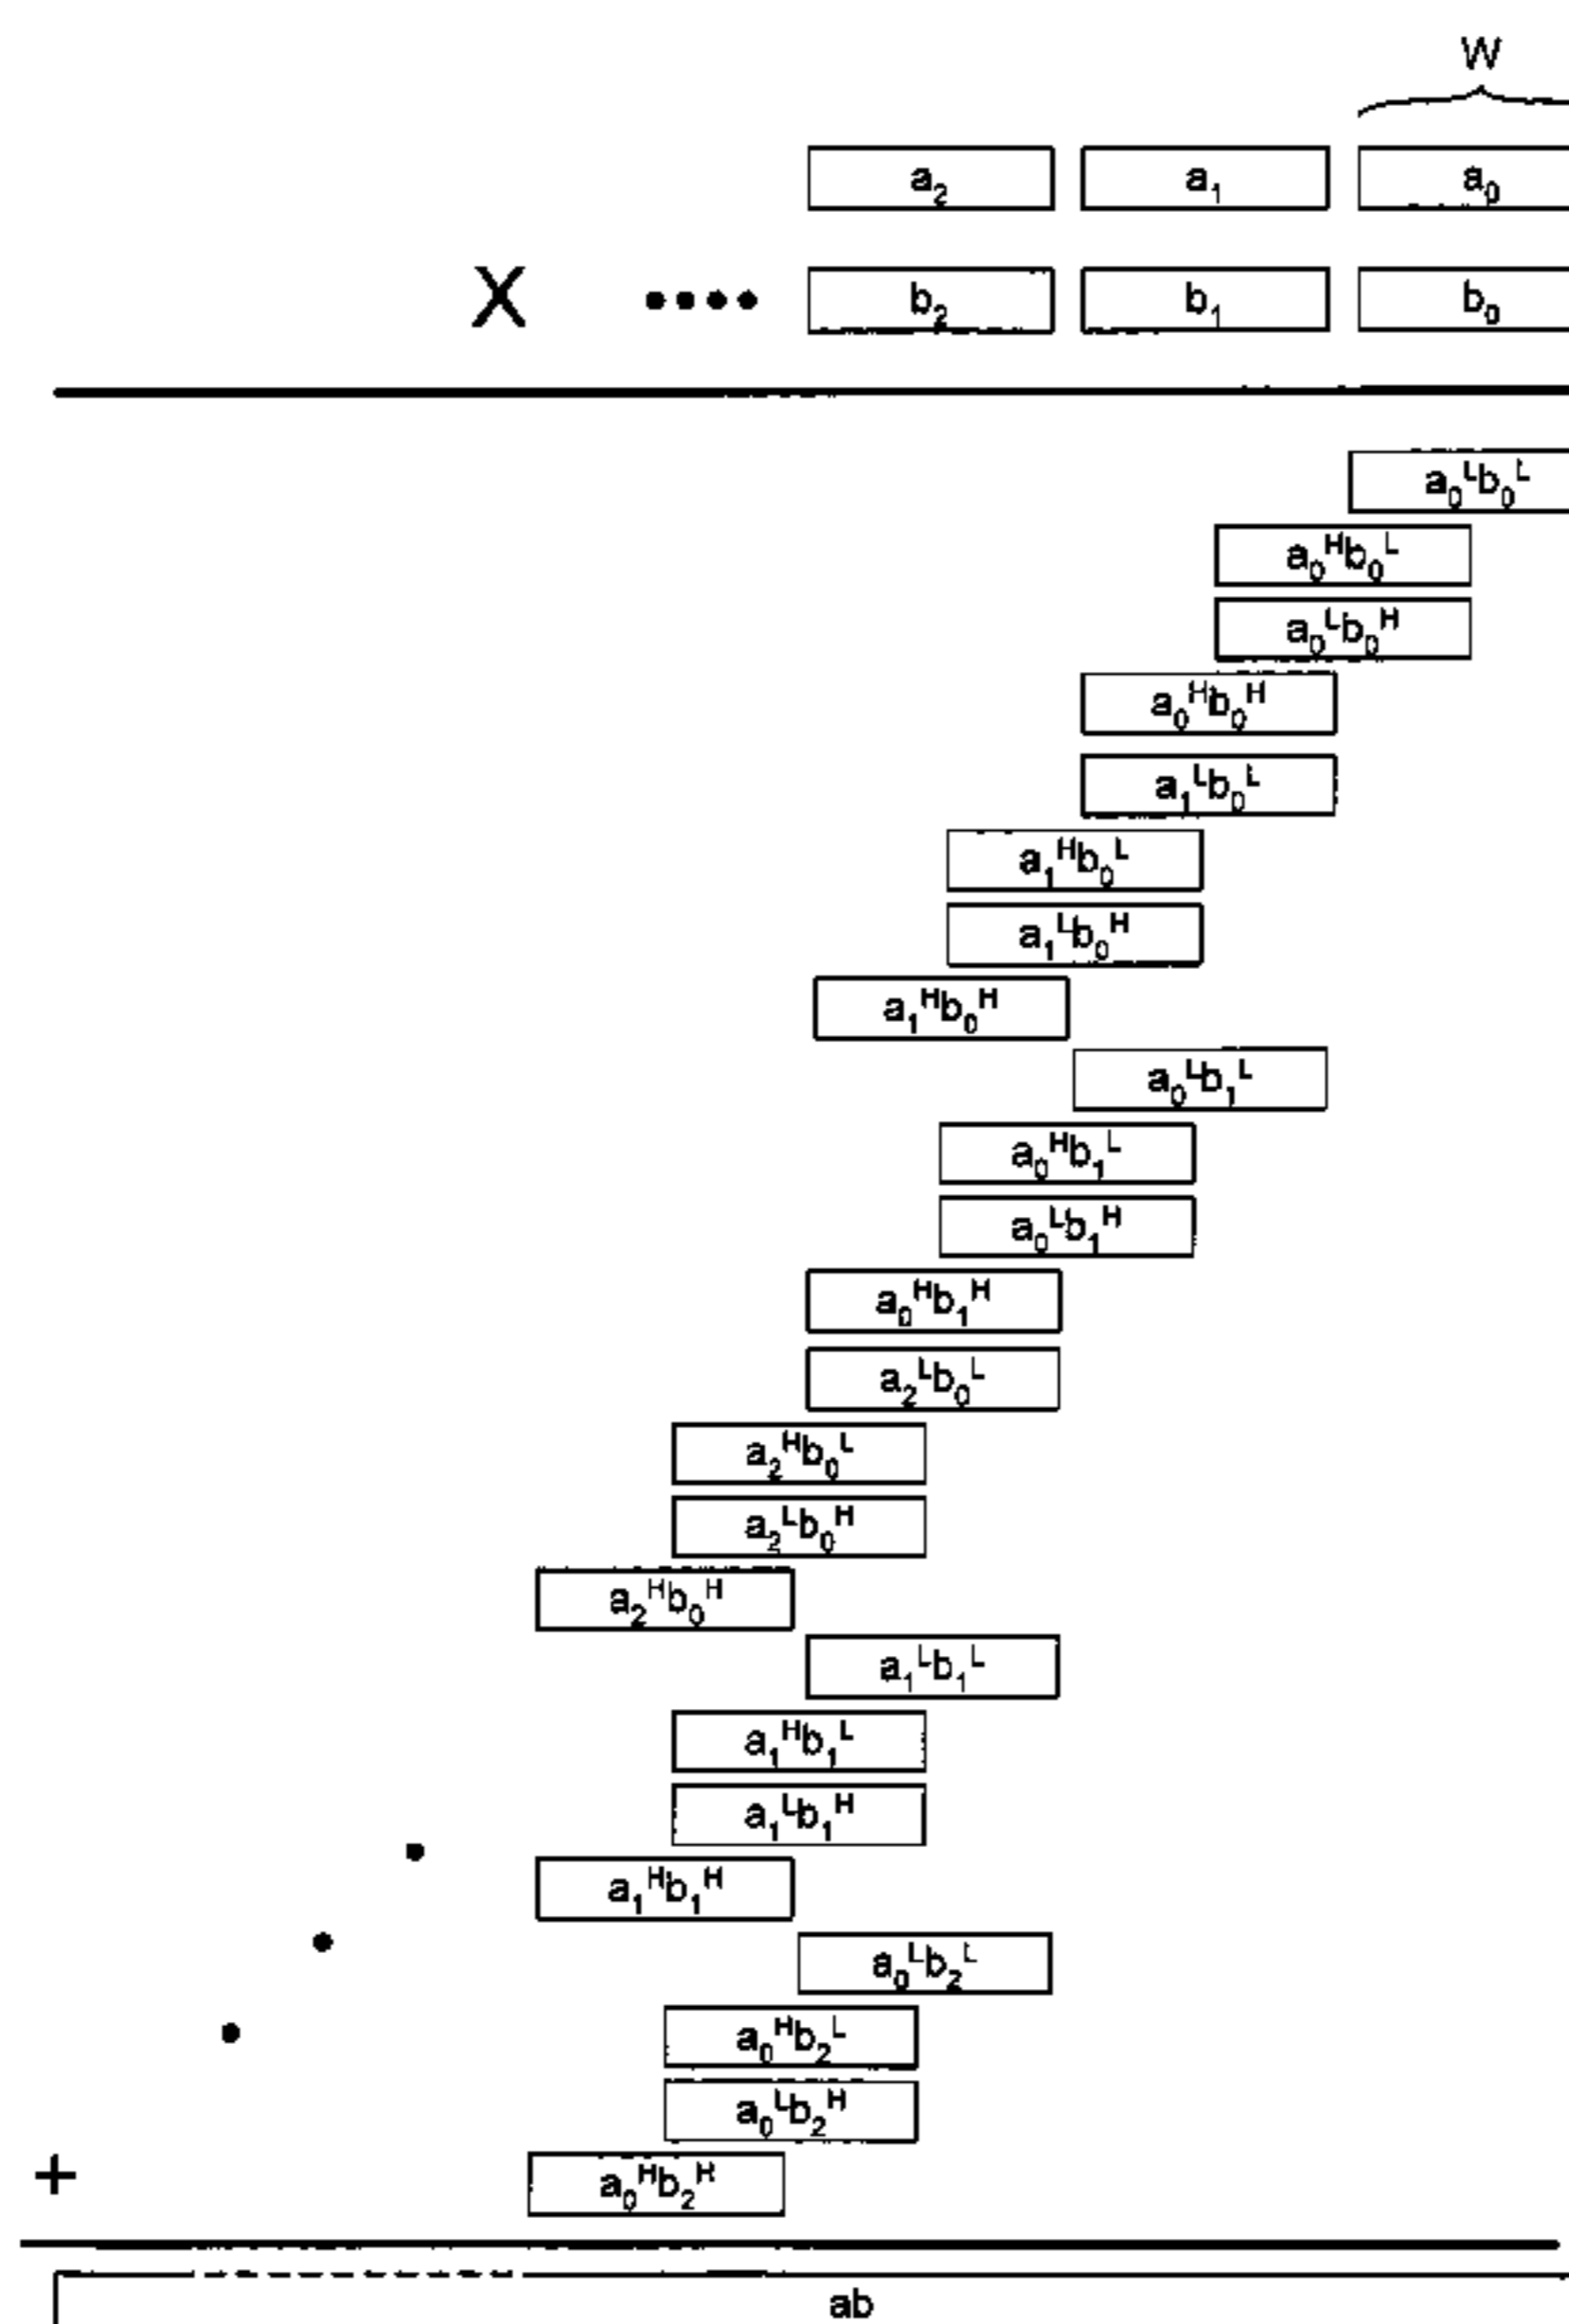 W
a₂ a₁ a₀
X •••• b₂ b₁ b₀
a₀ᴸb₀ᴸ
a₀ᴴb₀ᴸ
a₀ᴸb₀ᴴ
a₀ᴴb₀ᴴ
a₁ᴸb₀ᴸ
a₁ᴴb₀ᴸ
a₁ᴸb₀ᴴ
a₁ᴴb₀ᴴ
a₀ᴸb₁ᴸ
a₀ᴴb₁ᴸ
a₀ᴸb₁ᴴ
a₀ᴴb₁ᴴ
a₂ᴸb₀ᴸ
a₂ᴴb₀ᴸ
a₂ᴸb₀ᴴ
a₂ᴴb₀ᴴ
a₁ᴸb₁ᴸ
a₁ᴴb₁ᴸ
a₁ᴸb₁ᴴ
a₁ᴴb₁ᴴ
a₀ᴸb₂ᴸ
a₀ᴴb₂ᴸ
a₀ᴸb₂ᴴ
+ a₀ᴴb₂ᴴ
ab